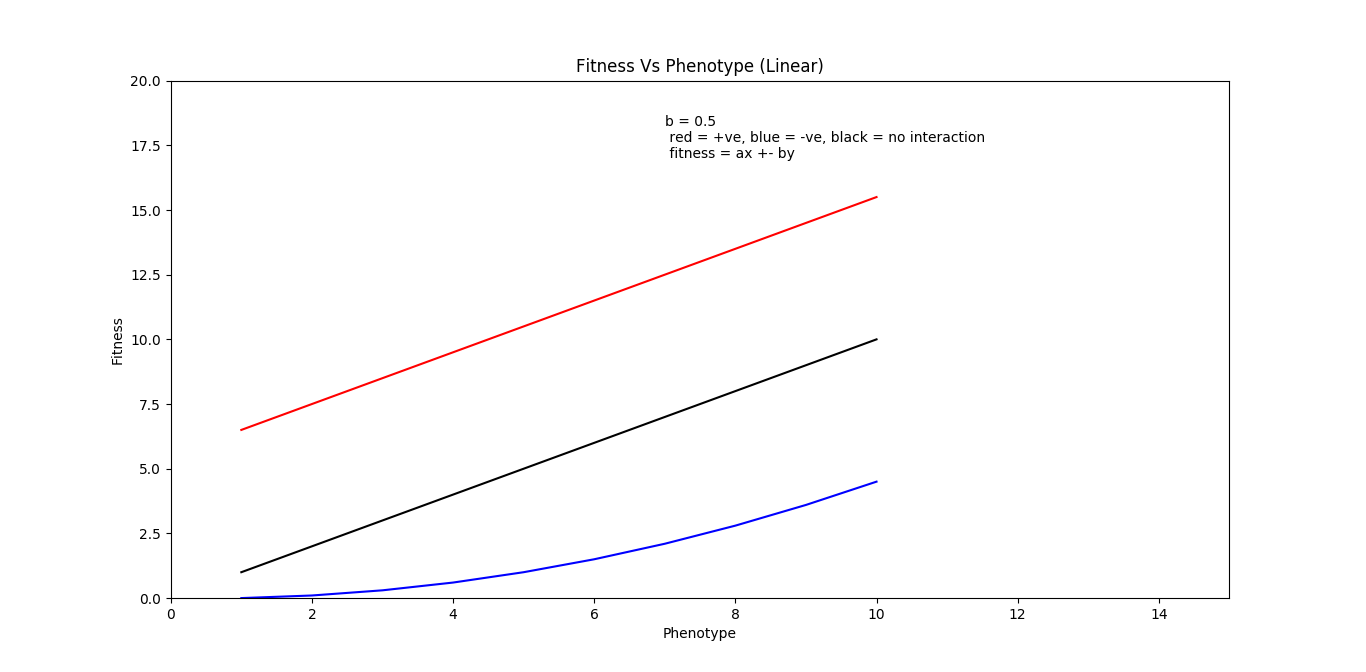 Fitness Vs Phenotype (Linear)
20.0
17.5
15.0
12.5
10.0
7.5
5.0
2.5
0.0
Fitness
b = 0.5
red = +ve, blue = -ve, black = no interaction
fitness = ax +- by
0 2 4 6 8 10 12 14
Phenotype